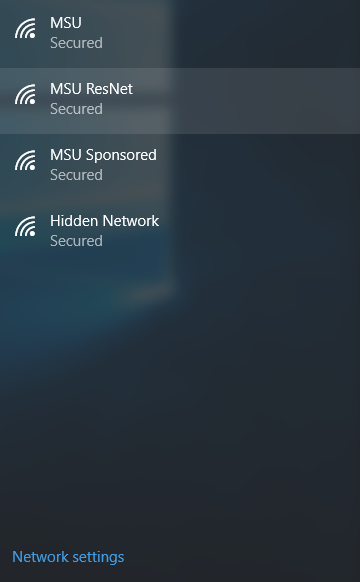 MSU
Secured
MSU ResNet
Secured
MSU Sponsored
Secured
Hidden Network
Secured
Network settings